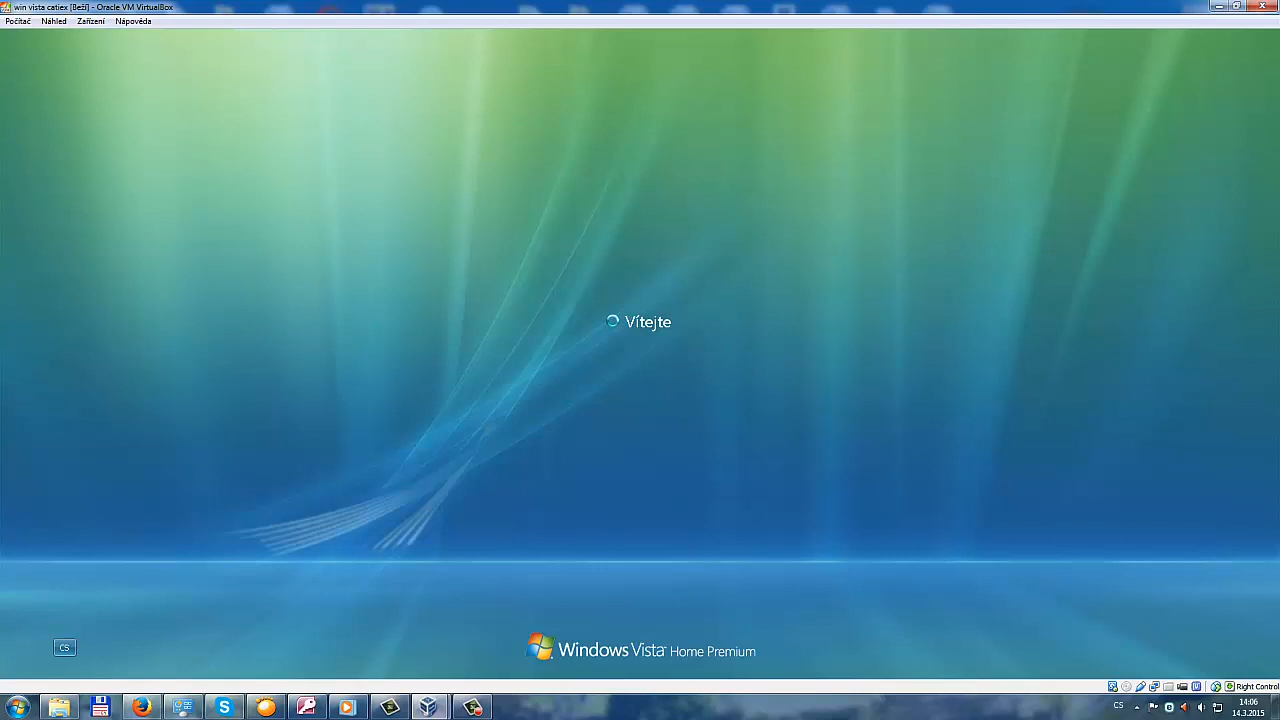 win vista catiex [Beží] - Oracle VM VirtualBox
Počítač Náhled Zařízení Nápověda
Vítejte
CS
Windows Vista Home Premium
Right Control
CS
14:06
14.3.2015